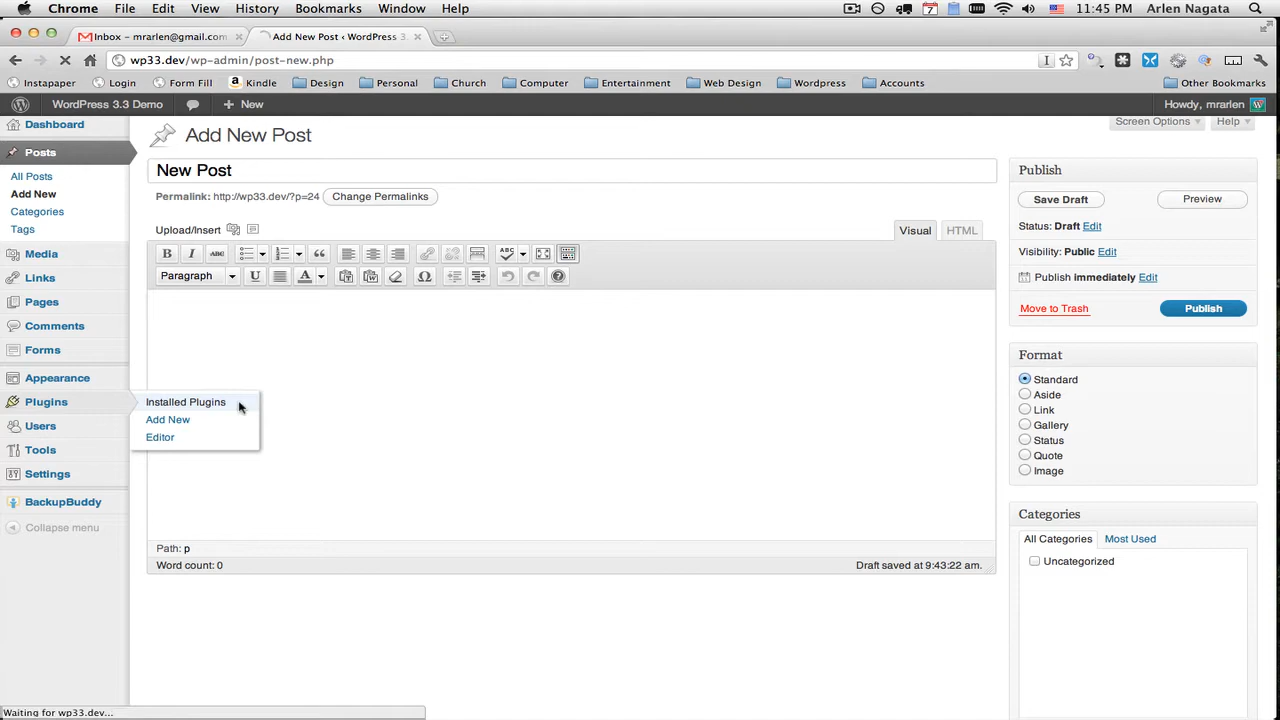 Chrome File Edit View History Bookmarks Window Help 11:45 PM Arlen Nagata
Inbox – mrarlen@gmail.com Add New Post ‹ WordPress 3.
wp33.dev/wp-admin/post-new.php
Instapaper Login Form Fill Kindle Design Personal Church Computer Entertainment Web Design Wordpress Accounts Other Bookmarks
WordPress 3.3 Demo + New Howdy, mrarlen
Dashboard
Posts
All Posts
Add New
Categories
Tags
Media
Links
Pages
Comments
Forms
Appearance
Plugins
Users
Tools
Settings
BackupBuddy
Collapse menu
Installed Plugins
Add New
Editor
Screen Options Help
Add New Post
New Post
Permalink: http://wp33.dev/?p=24 Change Permalinks
Upload/Insert Visual HTML
B I ABC ABC
Paragraph U A Ω
Path: p
Word count: 0 Draft saved at 9:43:22 am.
Publish
Save Draft Preview
Status: Draft Edit
Visibility: Public Edit
Publish immediately Edit
Move to Trash Publish
Format
Standard
Aside
Link
Gallery
Status
Quote
Image
Categories
All Categories Most Used
Uncategorized
Waiting for wp33.dev...